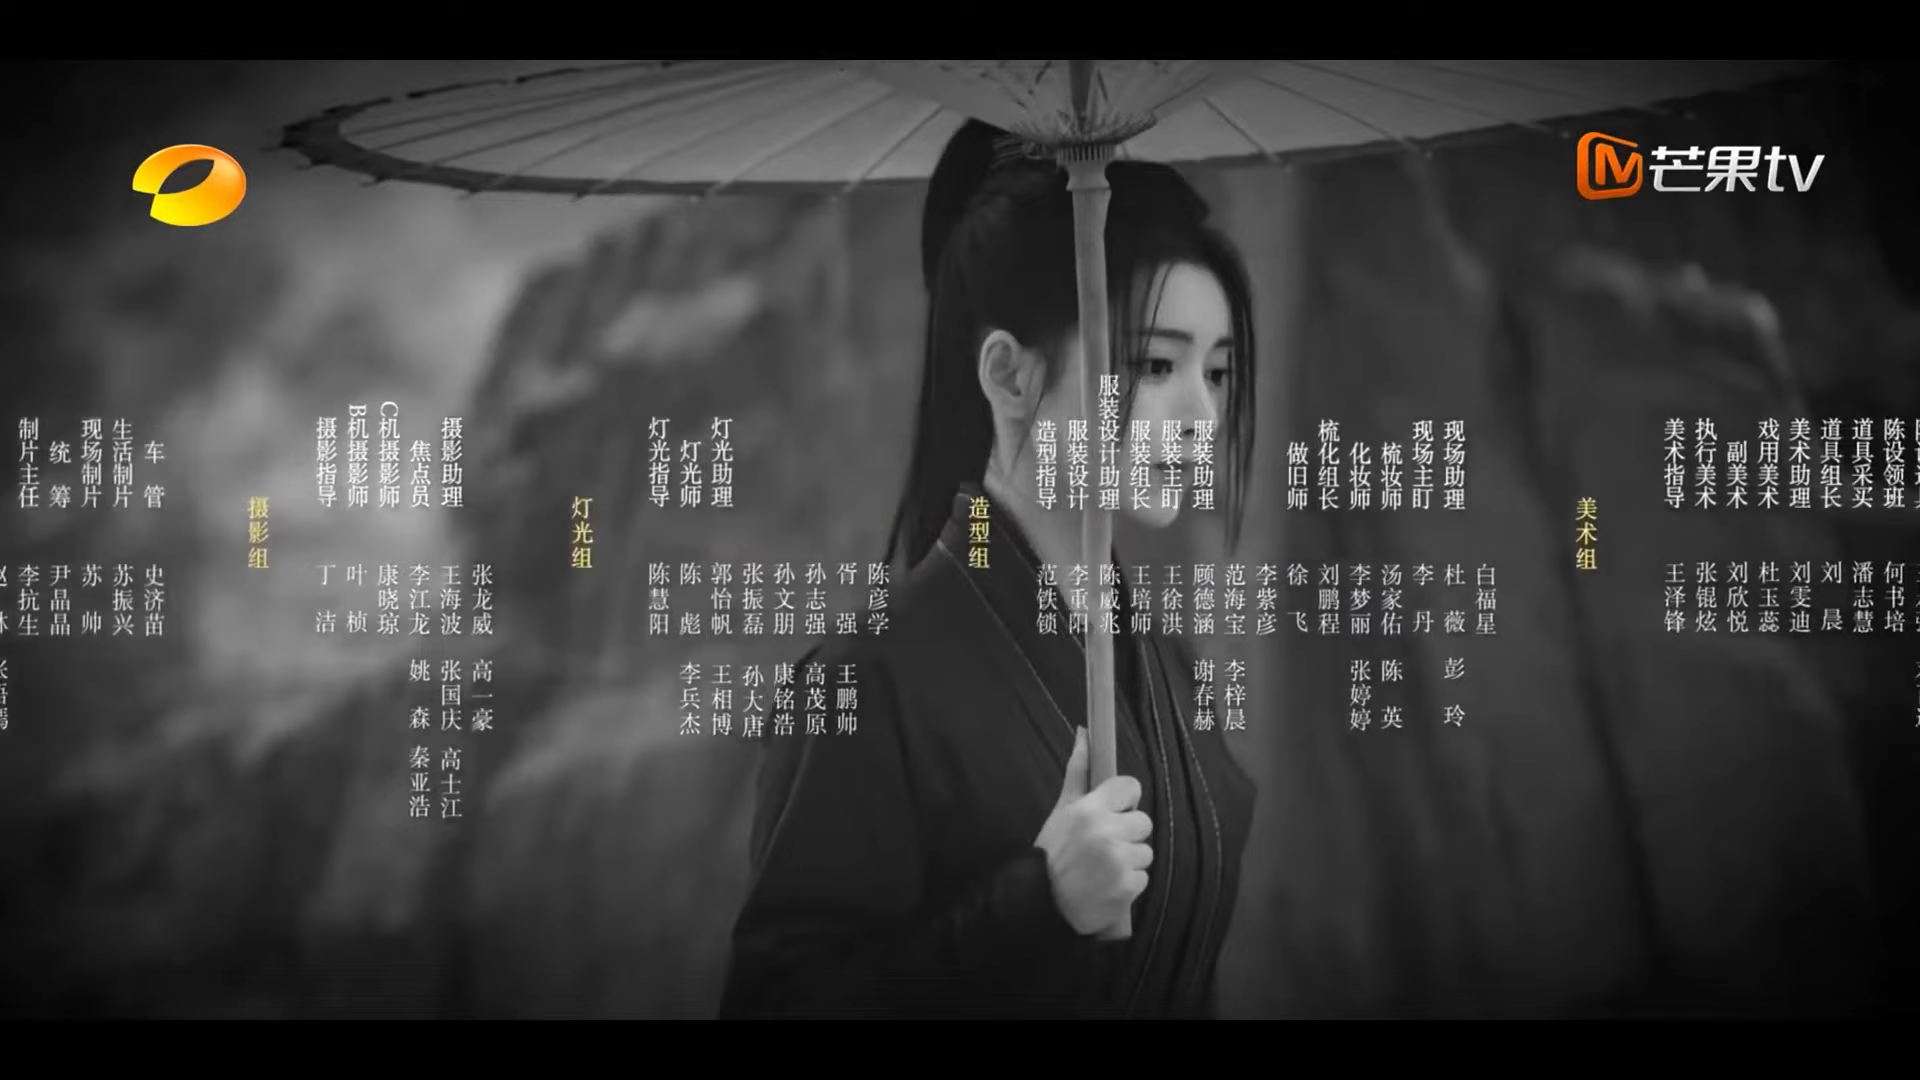 芒果tv
制片主任
李抗生
统筹
尹晶晶
现场制片
苏帅
生活制片
苏振兴
车管
史济苗
摄影组
摄影指导
丁洁
B机摄影师
叶桢
C机摄影师
康晓琼
焦点员
李江龙
姚森
秦亚浩
摄影助理
王海波
张国庆
高士江
张龙威
高一豪
灯光组
灯光指导
陈慧阳
灯光师
陈彪
李兵杰
灯光助理
郭怡帆
王相博
张振磊
孙大唐
孙文朋
康铭浩
孙志强
高茂原
胥强
王鹏帅
陈彦学
造型组
造型指导
范铁锁
服装设计
李重阳
服装设计助理
陈威兆
服装组长
王培师
服装主盯
王徐洪
服装助理
顾德涵
谢春赫
范海宝
李梓晨
李紫彦
做旧师
徐飞
梳化组长
刘鹏程
化妆师
李梦丽
张婷婷
梳妆师
汤家佑
陈英
现场主盯
李丹
现场助理
杜薇
彭玲
白福星
美术组
美术指导
王泽锋
执行美术
张锟炫
副美术
刘欣悦
戏用美术
杜玉蕊
美术助理
刘雯迪
道具组长
刘晨
道具采买
潘志慧
陈设领班
何书培